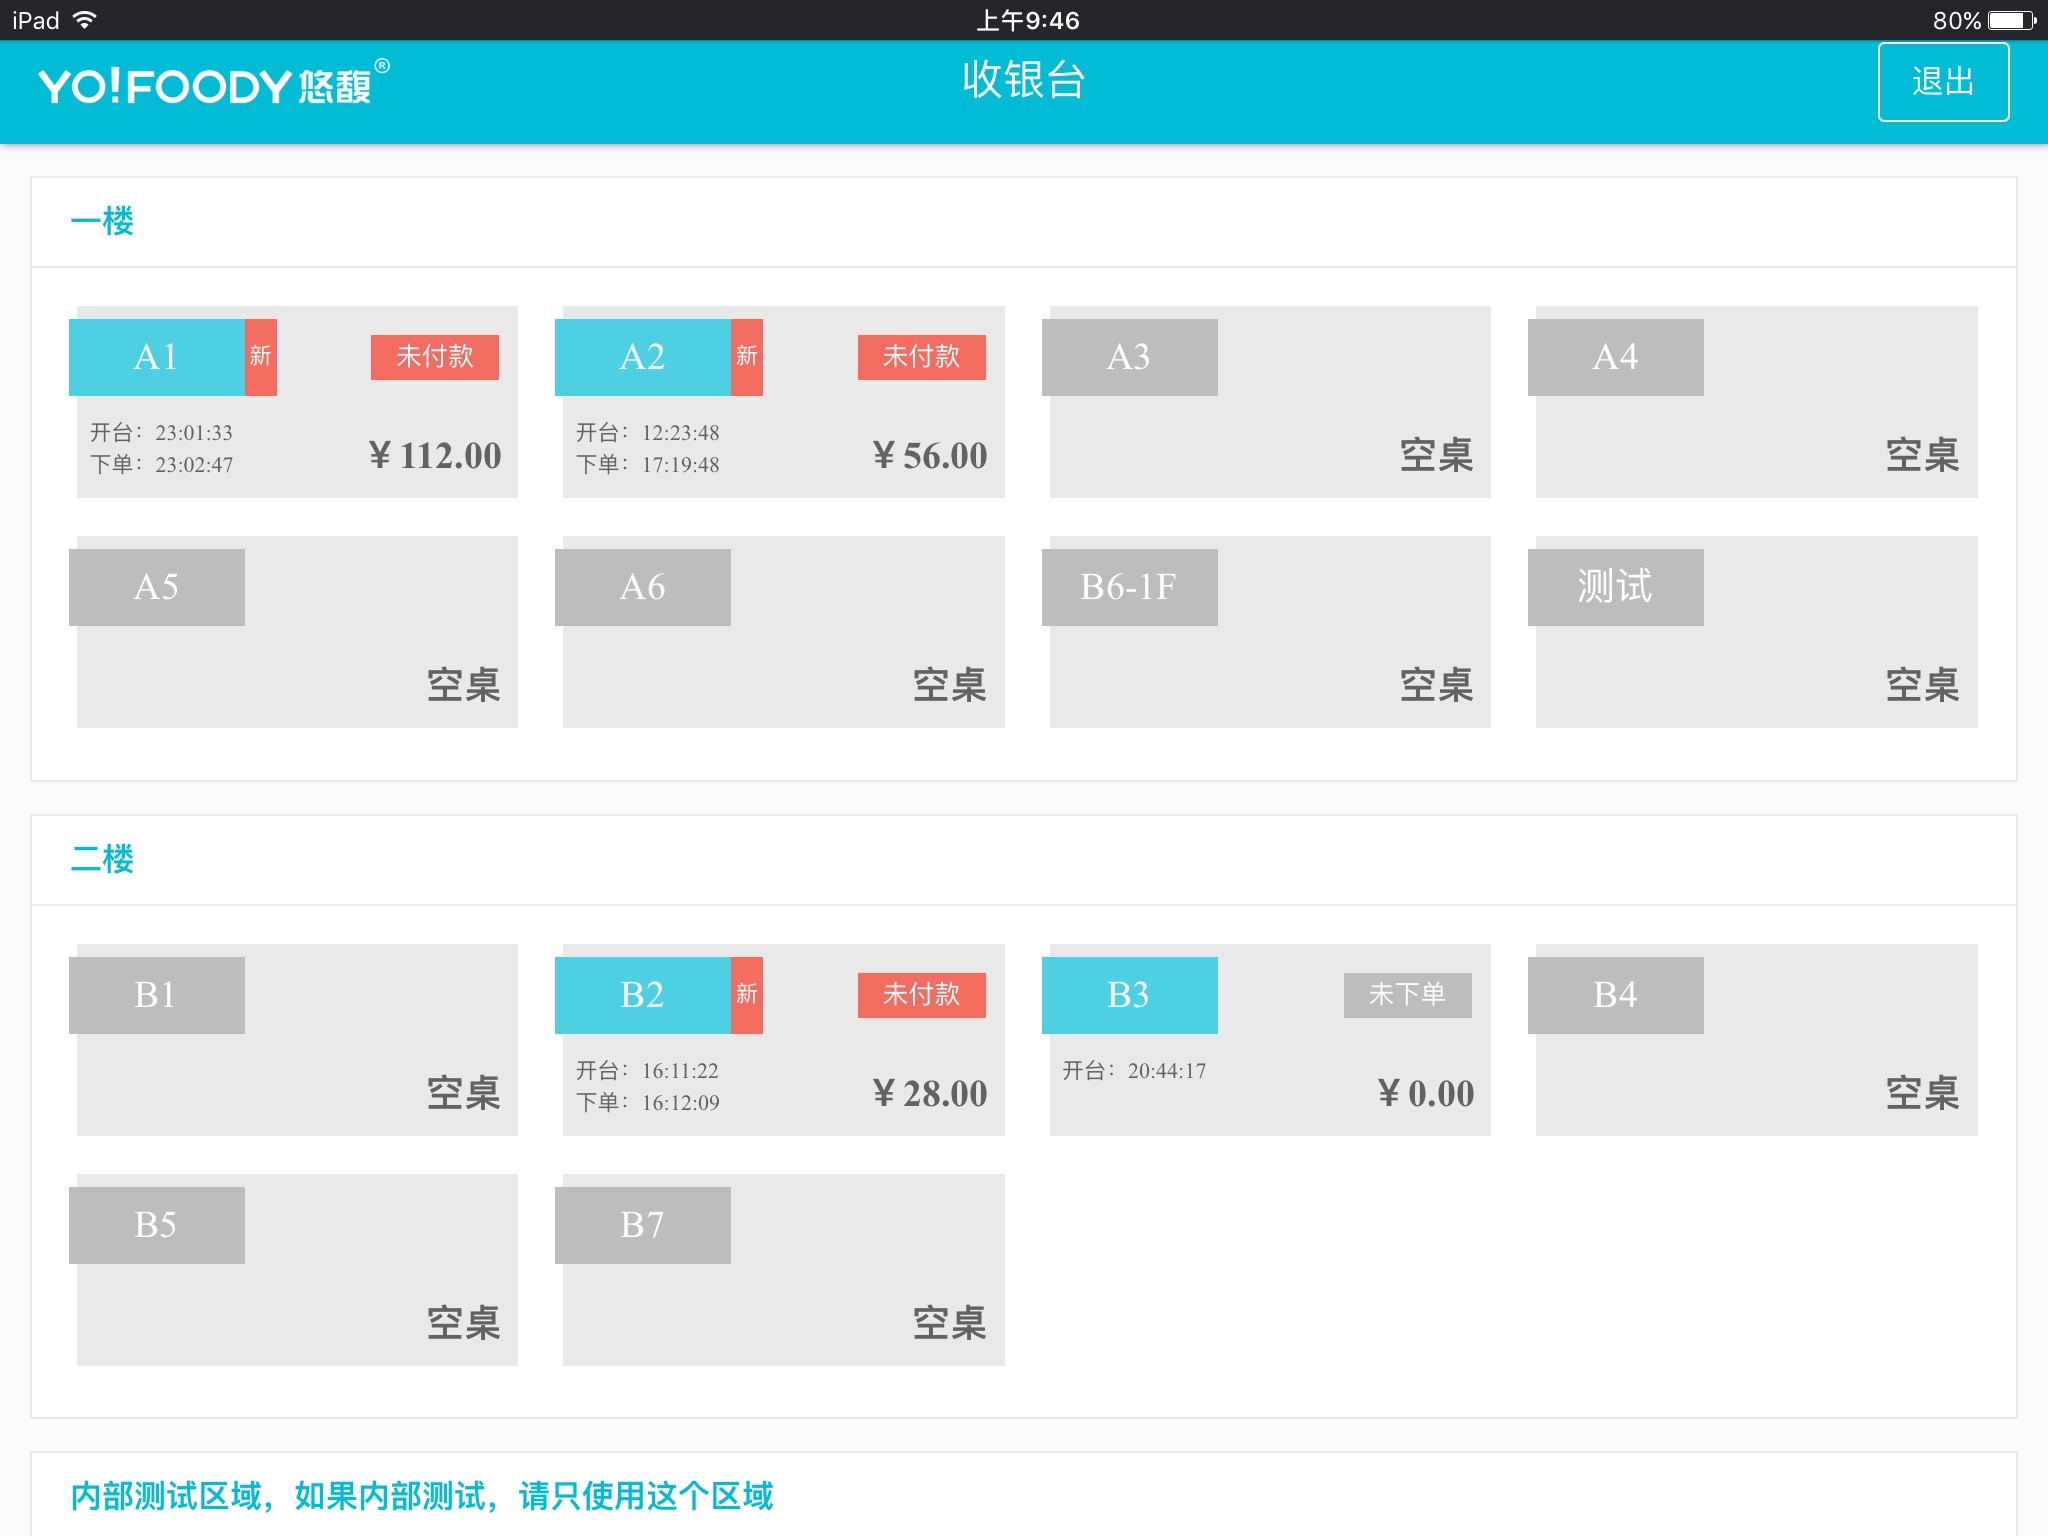 iPad 上午9:46 80%
YO!FOODY悠馥® 收银台 退出
一楼
A1 新 未付款 A2 新 未付款 A3 A4
开台：23:01:33 开台：12:23:48
下单：23:02:47 ￥112.00 下单：17:19:48 ￥56.00 空桌 空桌
A5 A6 B6-1F 测试
空桌 空桌 空桌 空桌
二楼
B1 B2 新 未付款 B3 未下单 B4
开台：16:11:22 开台：20:44:17
空桌 下单：16:12:09 ￥28.00 ￥0.00 空桌
B5 B7
空桌 空桌
内部测试区域，如果内部测试，请只使用这个区域